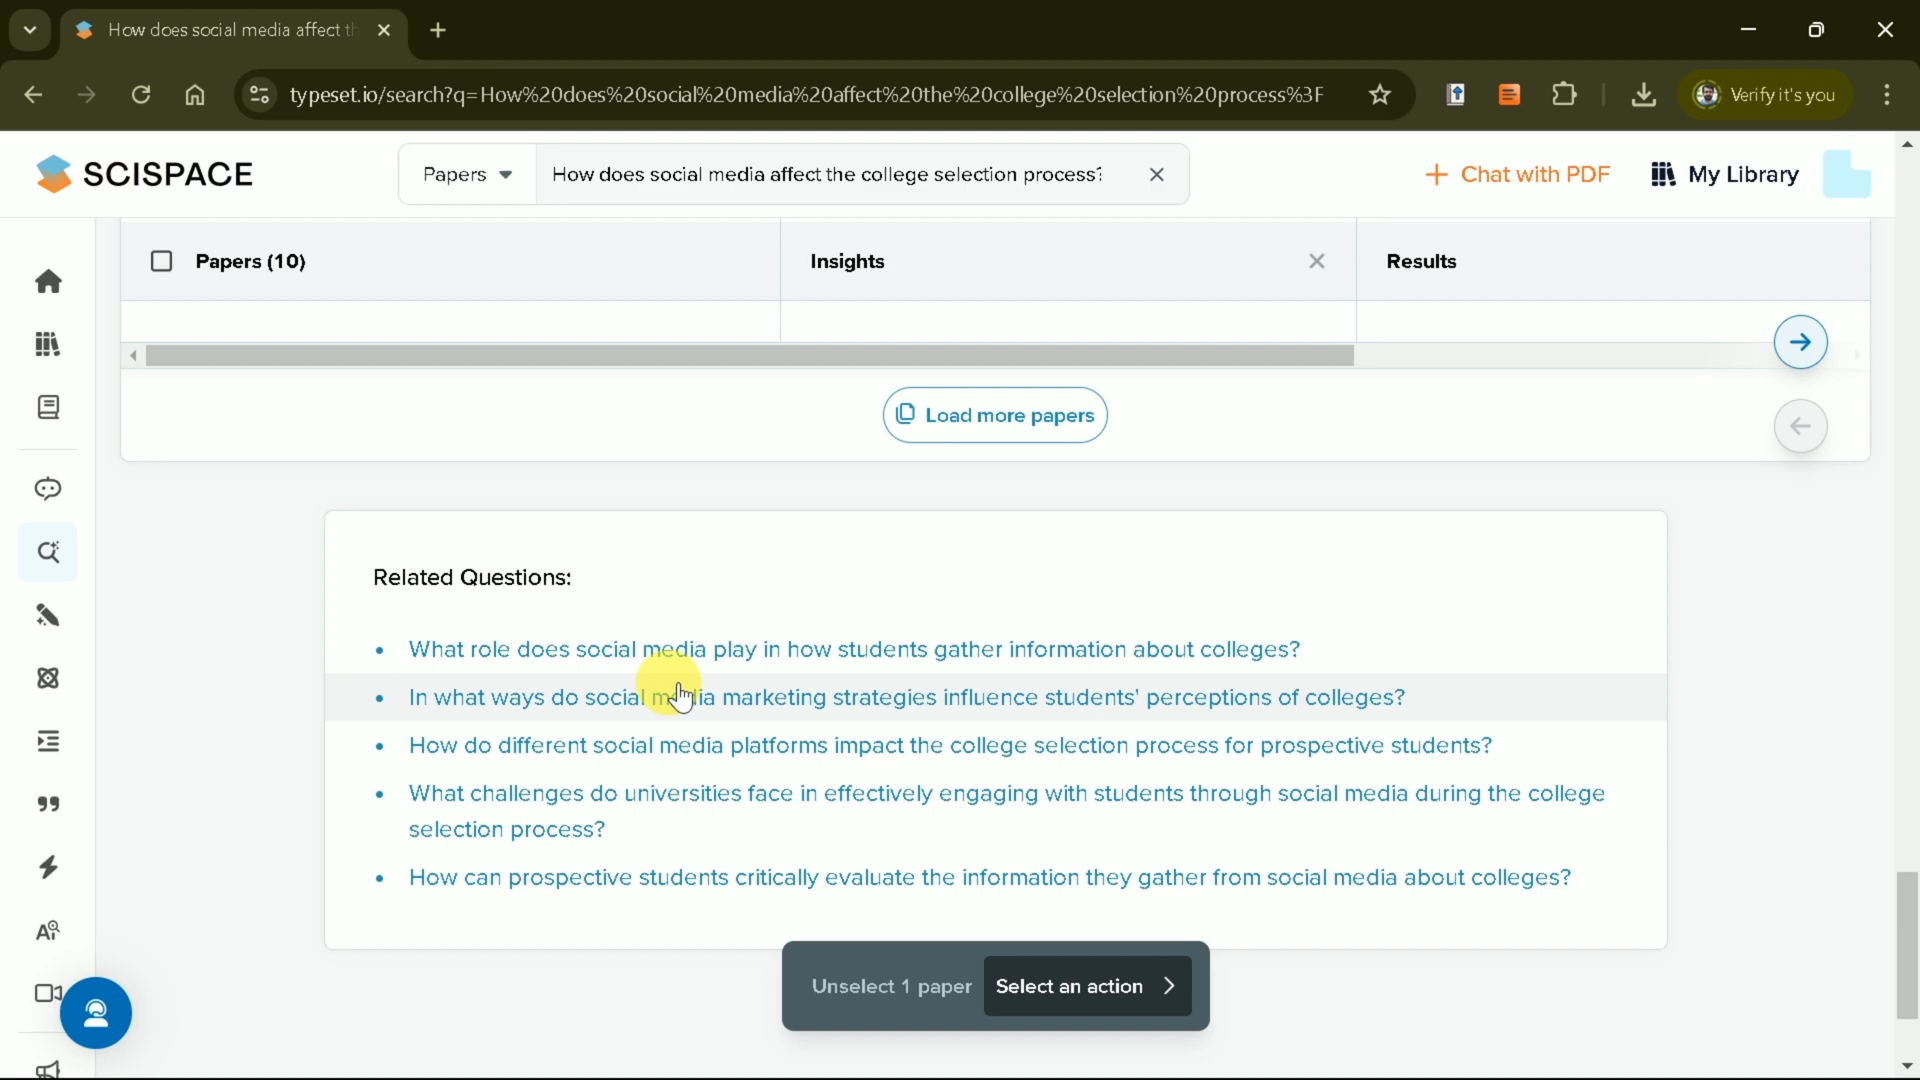 How does social media affect th
typeset.io/search?q=How%20does%20social%20media%20affect%20the%20college%20selection%20process%3F
Verify it's you
SCISPACE
Papers
How does social media affect the college selection process?
Chat with PDF
My Library
Papers (10)
Insights
Results
Load more papers
Related Questions:
• What role does social media play in how students gather information about colleges?
• In what ways do social media marketing strategies influence students' perceptions of colleges?
• How do different social media platforms impact the college selection process for prospective students?
• What challenges do universities face in effectively engaging with students through social media during the college
selection process?
• How can prospective students critically evaluate the information they gather from social media about colleges?
Unselect 1 paper
Select an action